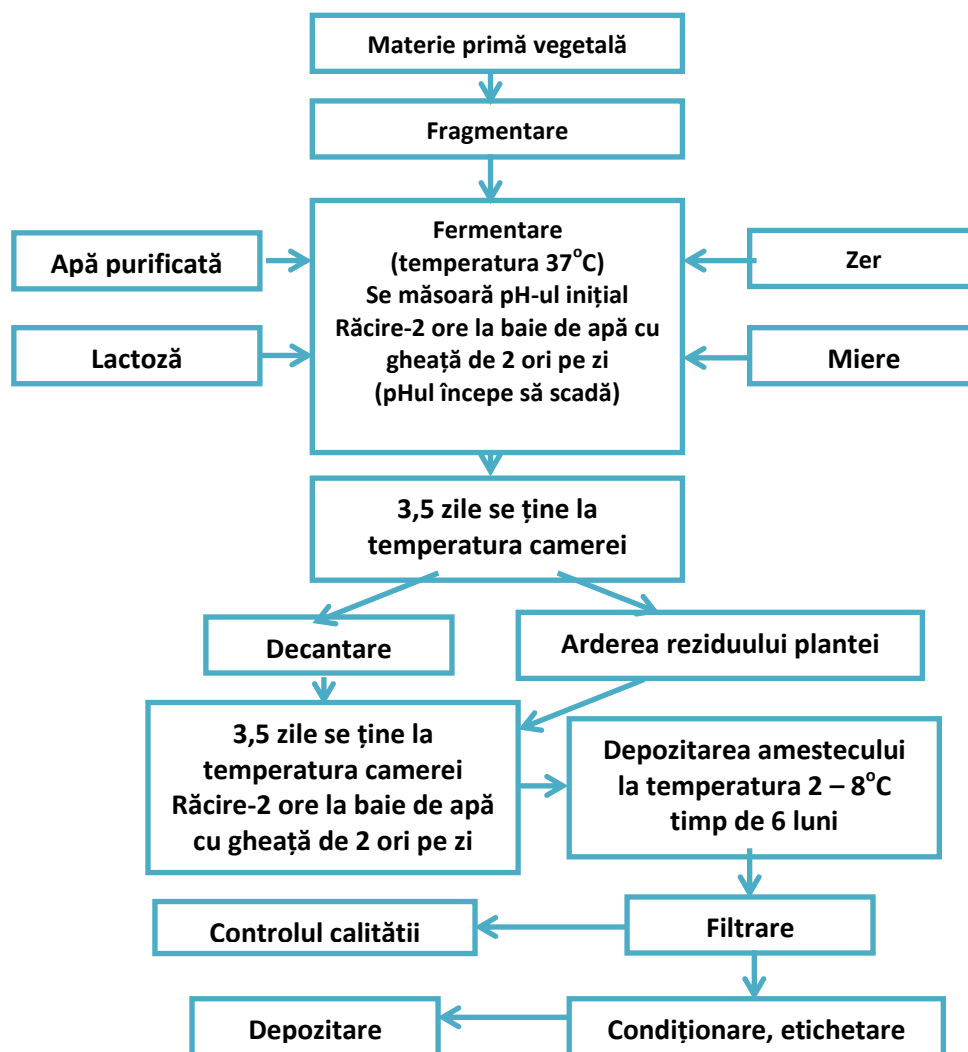 Materie primă vegetală
Fragmentare
Fermentare
(temperatura 37°C)
Se măsoară pH-ul inițial
Răcire-2 ore la baie de apă cu
gheață de 2 ori pe zi
(pHul începe să scadă)
Apă purificată
Lactoză
Zer
Miere
3,5 zile se ține la
temperatura camerei
Decantare
Arderea reziduului plantei
3,5 zile se ține la
temperatura camerei
Răcire-2 ore la baie de apă
cu gheață de 2 ori pe zi
Depozitarea amestecului
la temperatura 2 – 8°C
timp de 6 luni
Filtrare
Controlul calitătii
Condiționare, etichetare
Depozitare